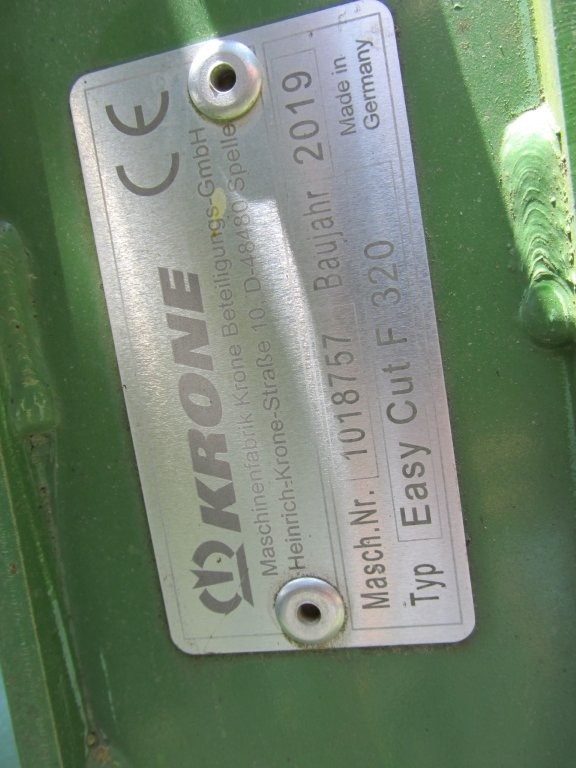 KRONE
CE
Maschinenfabrik Krone Beteiligungs-GmbH
Heinrich-Krone-Straße 10, D-48480 Spelle
Masch.Nr. 1018757 Baujahr 2019
Typ Easy Cut F 320
Made in
Germany